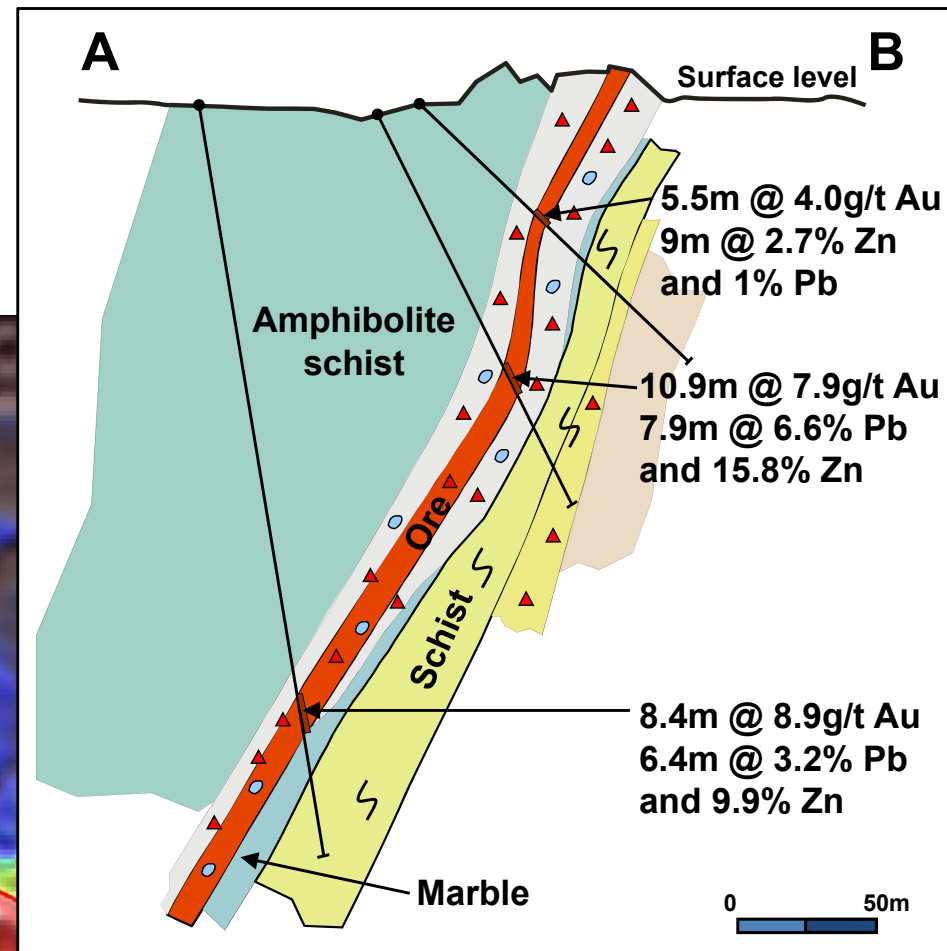 A
B
Surface level
5.5m @ 4.0g/t Au
9m @ 2.7% Zn
and 1% Pb
Amphibolite
schist
10.9m @ 7.9g/t Au
7.9m @ 6.6% Pb
and 15.8% Zn
Ore
Schist
8.4m @ 8.9g/t Au
6.4m @ 3.2% Pb
and 9.9% Zn
Marble
0
50m